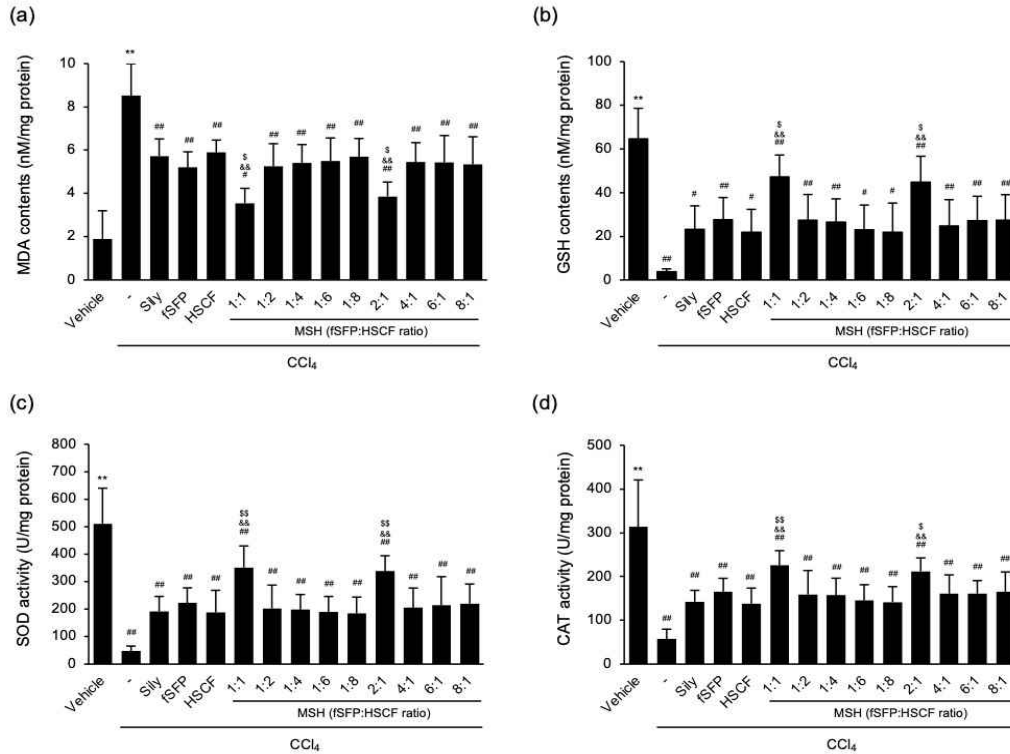 (a)
MDA contents (nM/mg protein)
10
8
6
4
2
0
**
## ## ## ## ## ## ## ## ## ##
$ $
&& &&
# ##
Vehicle - Sily fSFP HSCF 1:1 1:2 1:4 1:6 1:8 2:1 4:1 6:1 8:1
MSH (fSFP:HSCF ratio)
CCl₄
(b)
GSH contents (nM/mg protein)
100
80
60
40
20
0
**
$ $
&& &&
## ##
## # ## # ## ## # # ## ## ##
Vehicle - Sily fSFP HSCF 1:1 1:2 1:4 1:6 1:8 2:1 4:1 6:1 8:1
MSH (fSFP:HSCF ratio)
CCl₄
(c)
SOD activity (U/mg protein)
800
700
600
500
400
300
200
100
0
**
$$ $$
&& &&
## ##
## ## ## ## ## ## ## ## ## ## ##
Vehicle - Sily fSFP HSCF 1:1 1:2 1:4 1:6 1:8 2:1 4:1 6:1 8:1
MSH (fSFP:HSCF ratio)
CCl₄
(d)
CAT activity (U/mg protein)
500
400
300
200
100
0
**
$$ $
&& &&
## ##
## ## ## ## ## ## ## ## ## ## ##
Vehicle - Sily fSFP HSCF 1:1 1:2 1:4 1:6 1:8 2:1 4:1 6:1 8:1
MSH (fSFP:HSCF ratio)
CCl₄